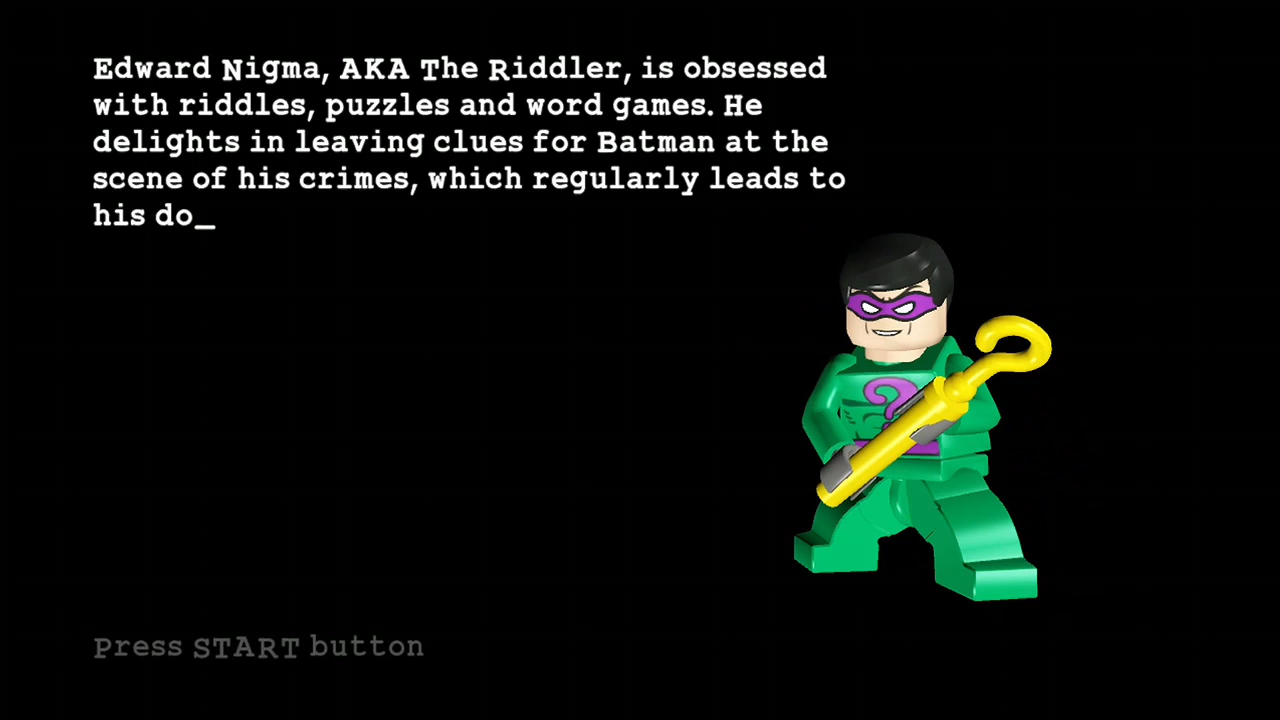 Edward Nigma, AKA The Riddler, is obsessed
with riddles, puzzles and word games. He
delights in leaving clues for Batman at the
scene of his crimes, which regularly leads to
his do_
?
Press START button